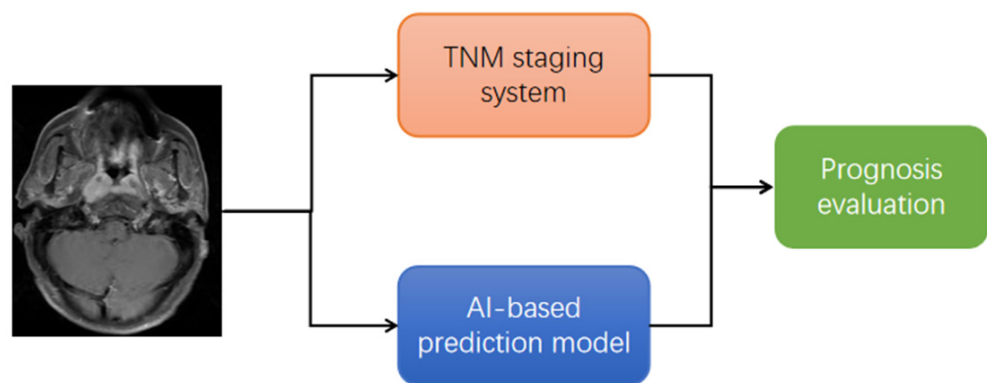 TNM staging
system
Prognosis
evaluation
AI-based
prediction model